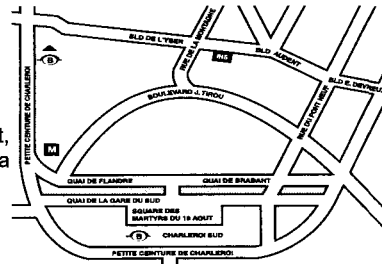 BLD DE L'YSER
RUE DE LA MONTAGNE
BLD AUDENT
B
BLD E. DEVREUX
BOULEVARD J. TIROU
RUE DU PONT NEUF
PETITE CEINTURE DE CHARLEROI
t,
M
a
QUAI DE FLANDRE
QUAI DE BRABANT
QUAI DE LA GARE DU SUD
SQUARE DES
MARTYRS DU 18 AOUT
B
CHARLEROI SUD
PETITE CEINTURE DE CHARLEROI